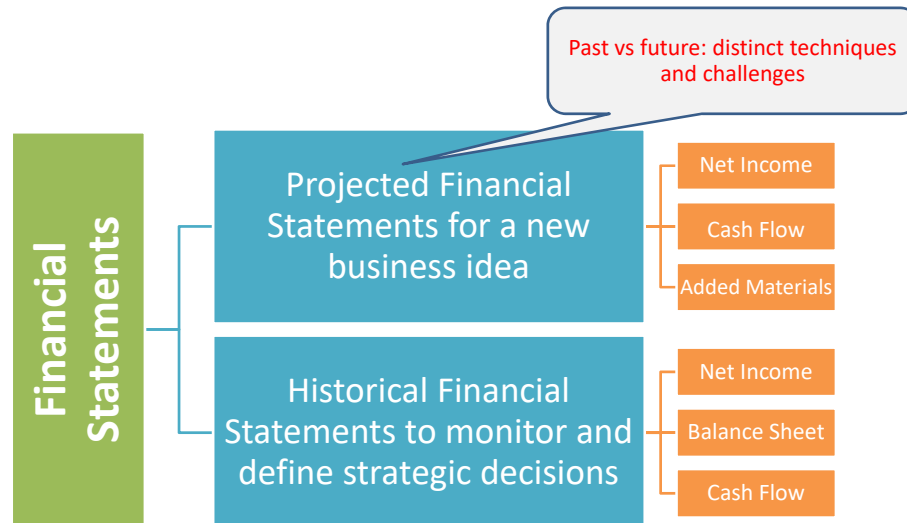 Past vs future: distinct techniques
and challenges
Financial
Statements
Projected Financial
Statements for a new
business idea
Net Income
Cash Flow
Added Materials
Historical Financial
Statements to monitor and
define strategic decisions
Net Income
Balance Sheet
Cash Flow